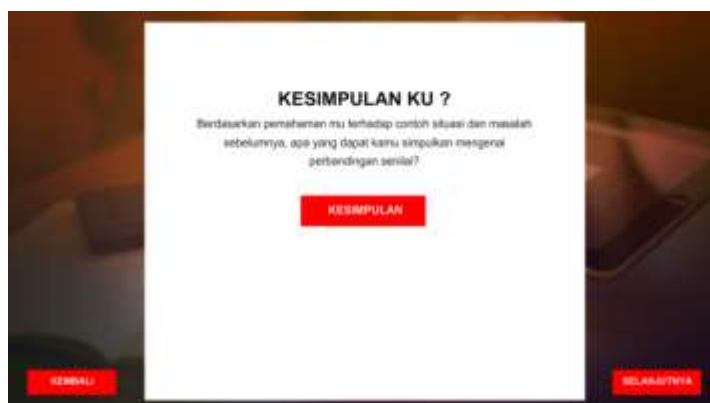 KESIMPULAN KU ?
Berdasarkan pemahaman mu terhadap contoh situasi dan masalah
sebelumnya, apa yang dapat kamu simpulkan mengenai
perbandingan senilai?
KESIMPULAN
KEMBALI
SELANJUTNYA